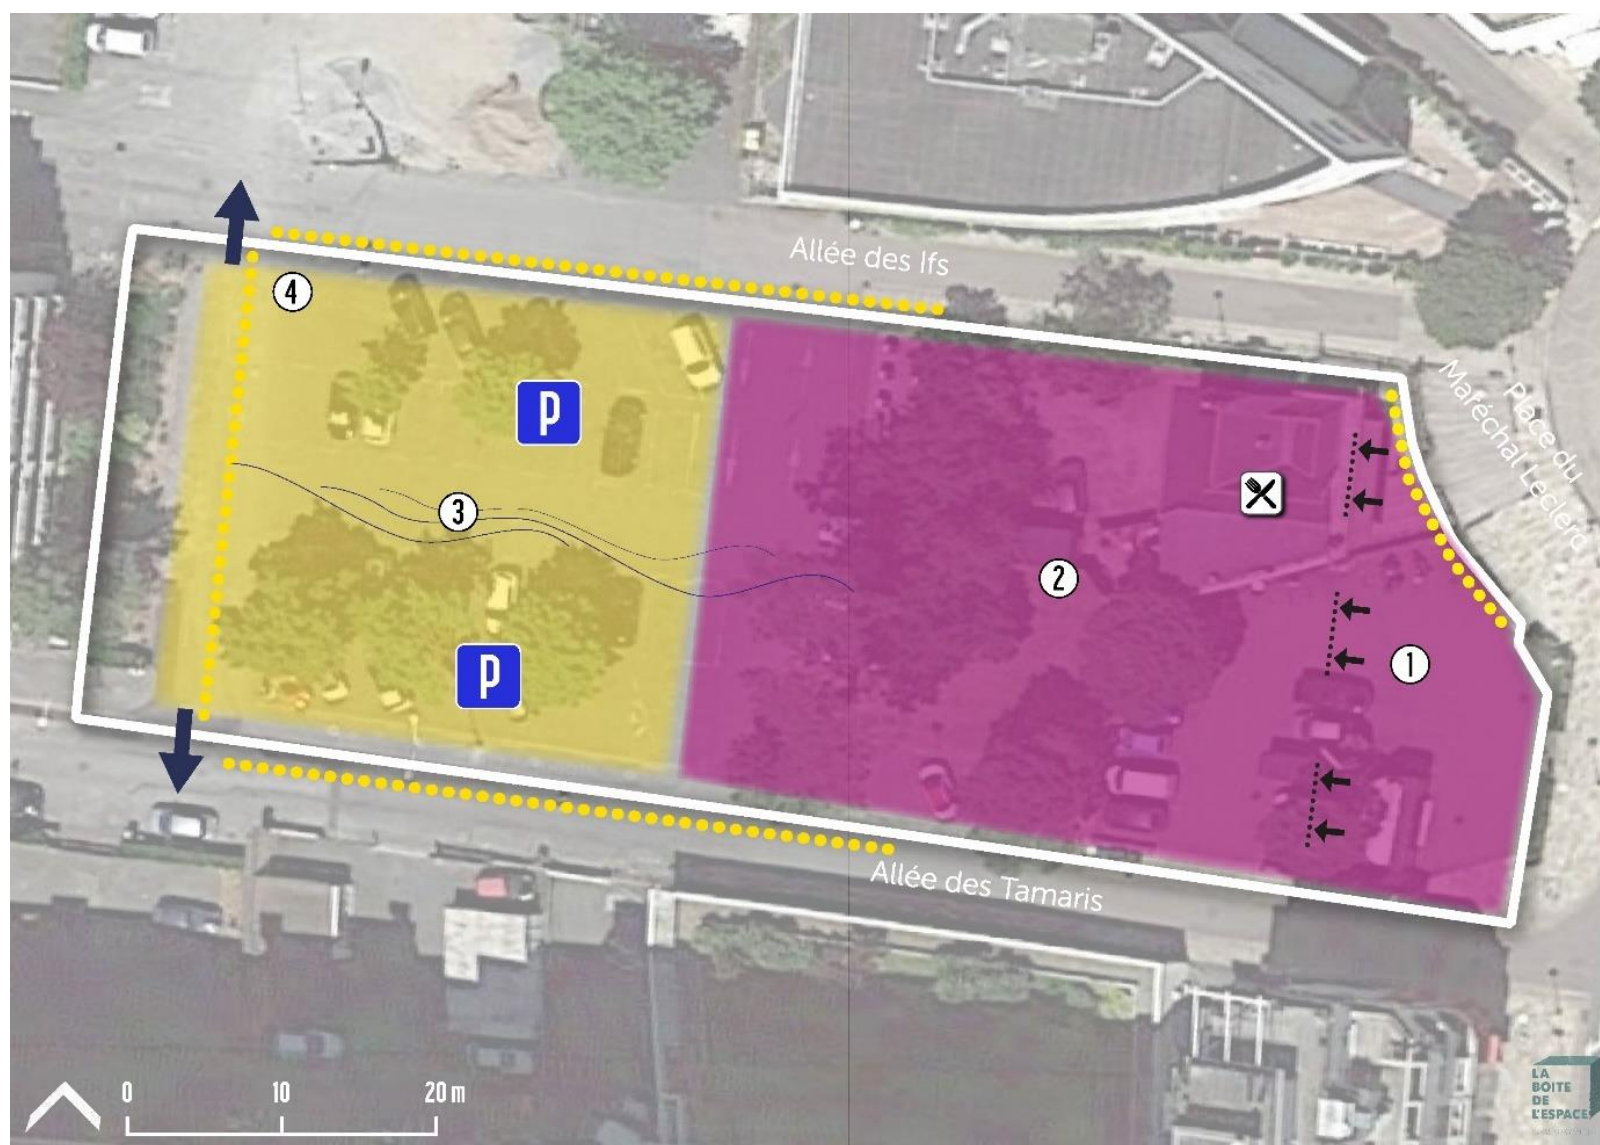 Allée des Ifs
4
P
Place du
Maréchal Leclerc
3
2
1
P
Allée des Tamaris
0 10 20 m
LA
BOITE
DE
L'ESPACE